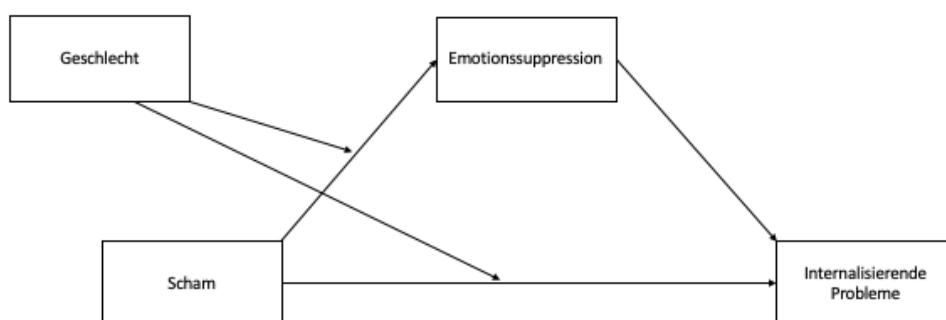 Geschlecht
Emotionssuppression
Scham
Internalisierende
Probleme